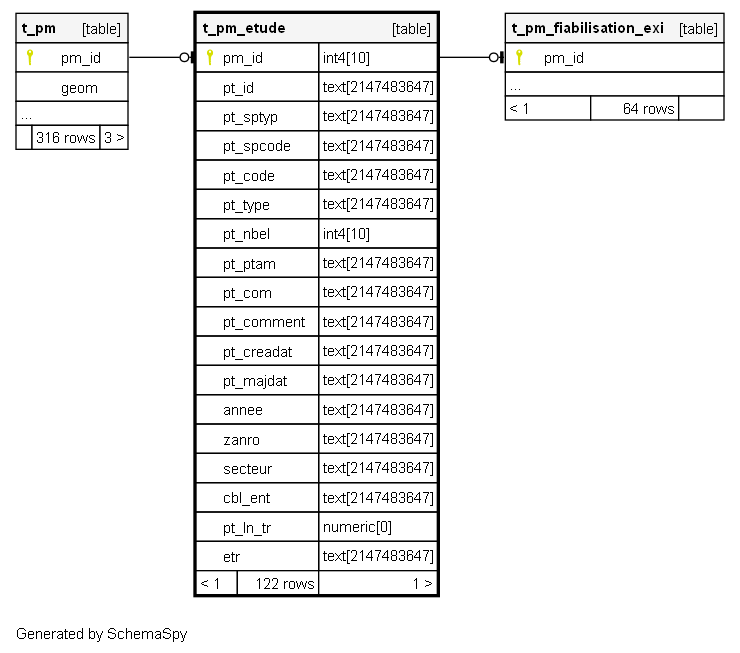 t_pm [table]
pm_id
geom
...
316 rows 3 >
t_pm_etude [table]
pm_id int4[10]
pt_id text[2147483647]
pt_sptyp text[2147483647]
pt_spcode text[2147483647]
pt_code text[2147483647]
pt_type text[2147483647]
pt_nbel int4[10]
pt_ptam text[2147483647]
pt_com text[2147483647]
pt_comment text[2147483647]
pt_creadat text[2147483647]
pt_majdat text[2147483647]
annee text[2147483647]
zanro text[2147483647]
secteur text[2147483647]
cbl_ent text[2147483647]
pt_ln_tr numeric[0]
etr text[2147483647]
< 1 122 rows 1 >
t_pm_fiabilisation_exi [table]
pm_id
...
< 1 64 rows
Generated by SchemaSpy